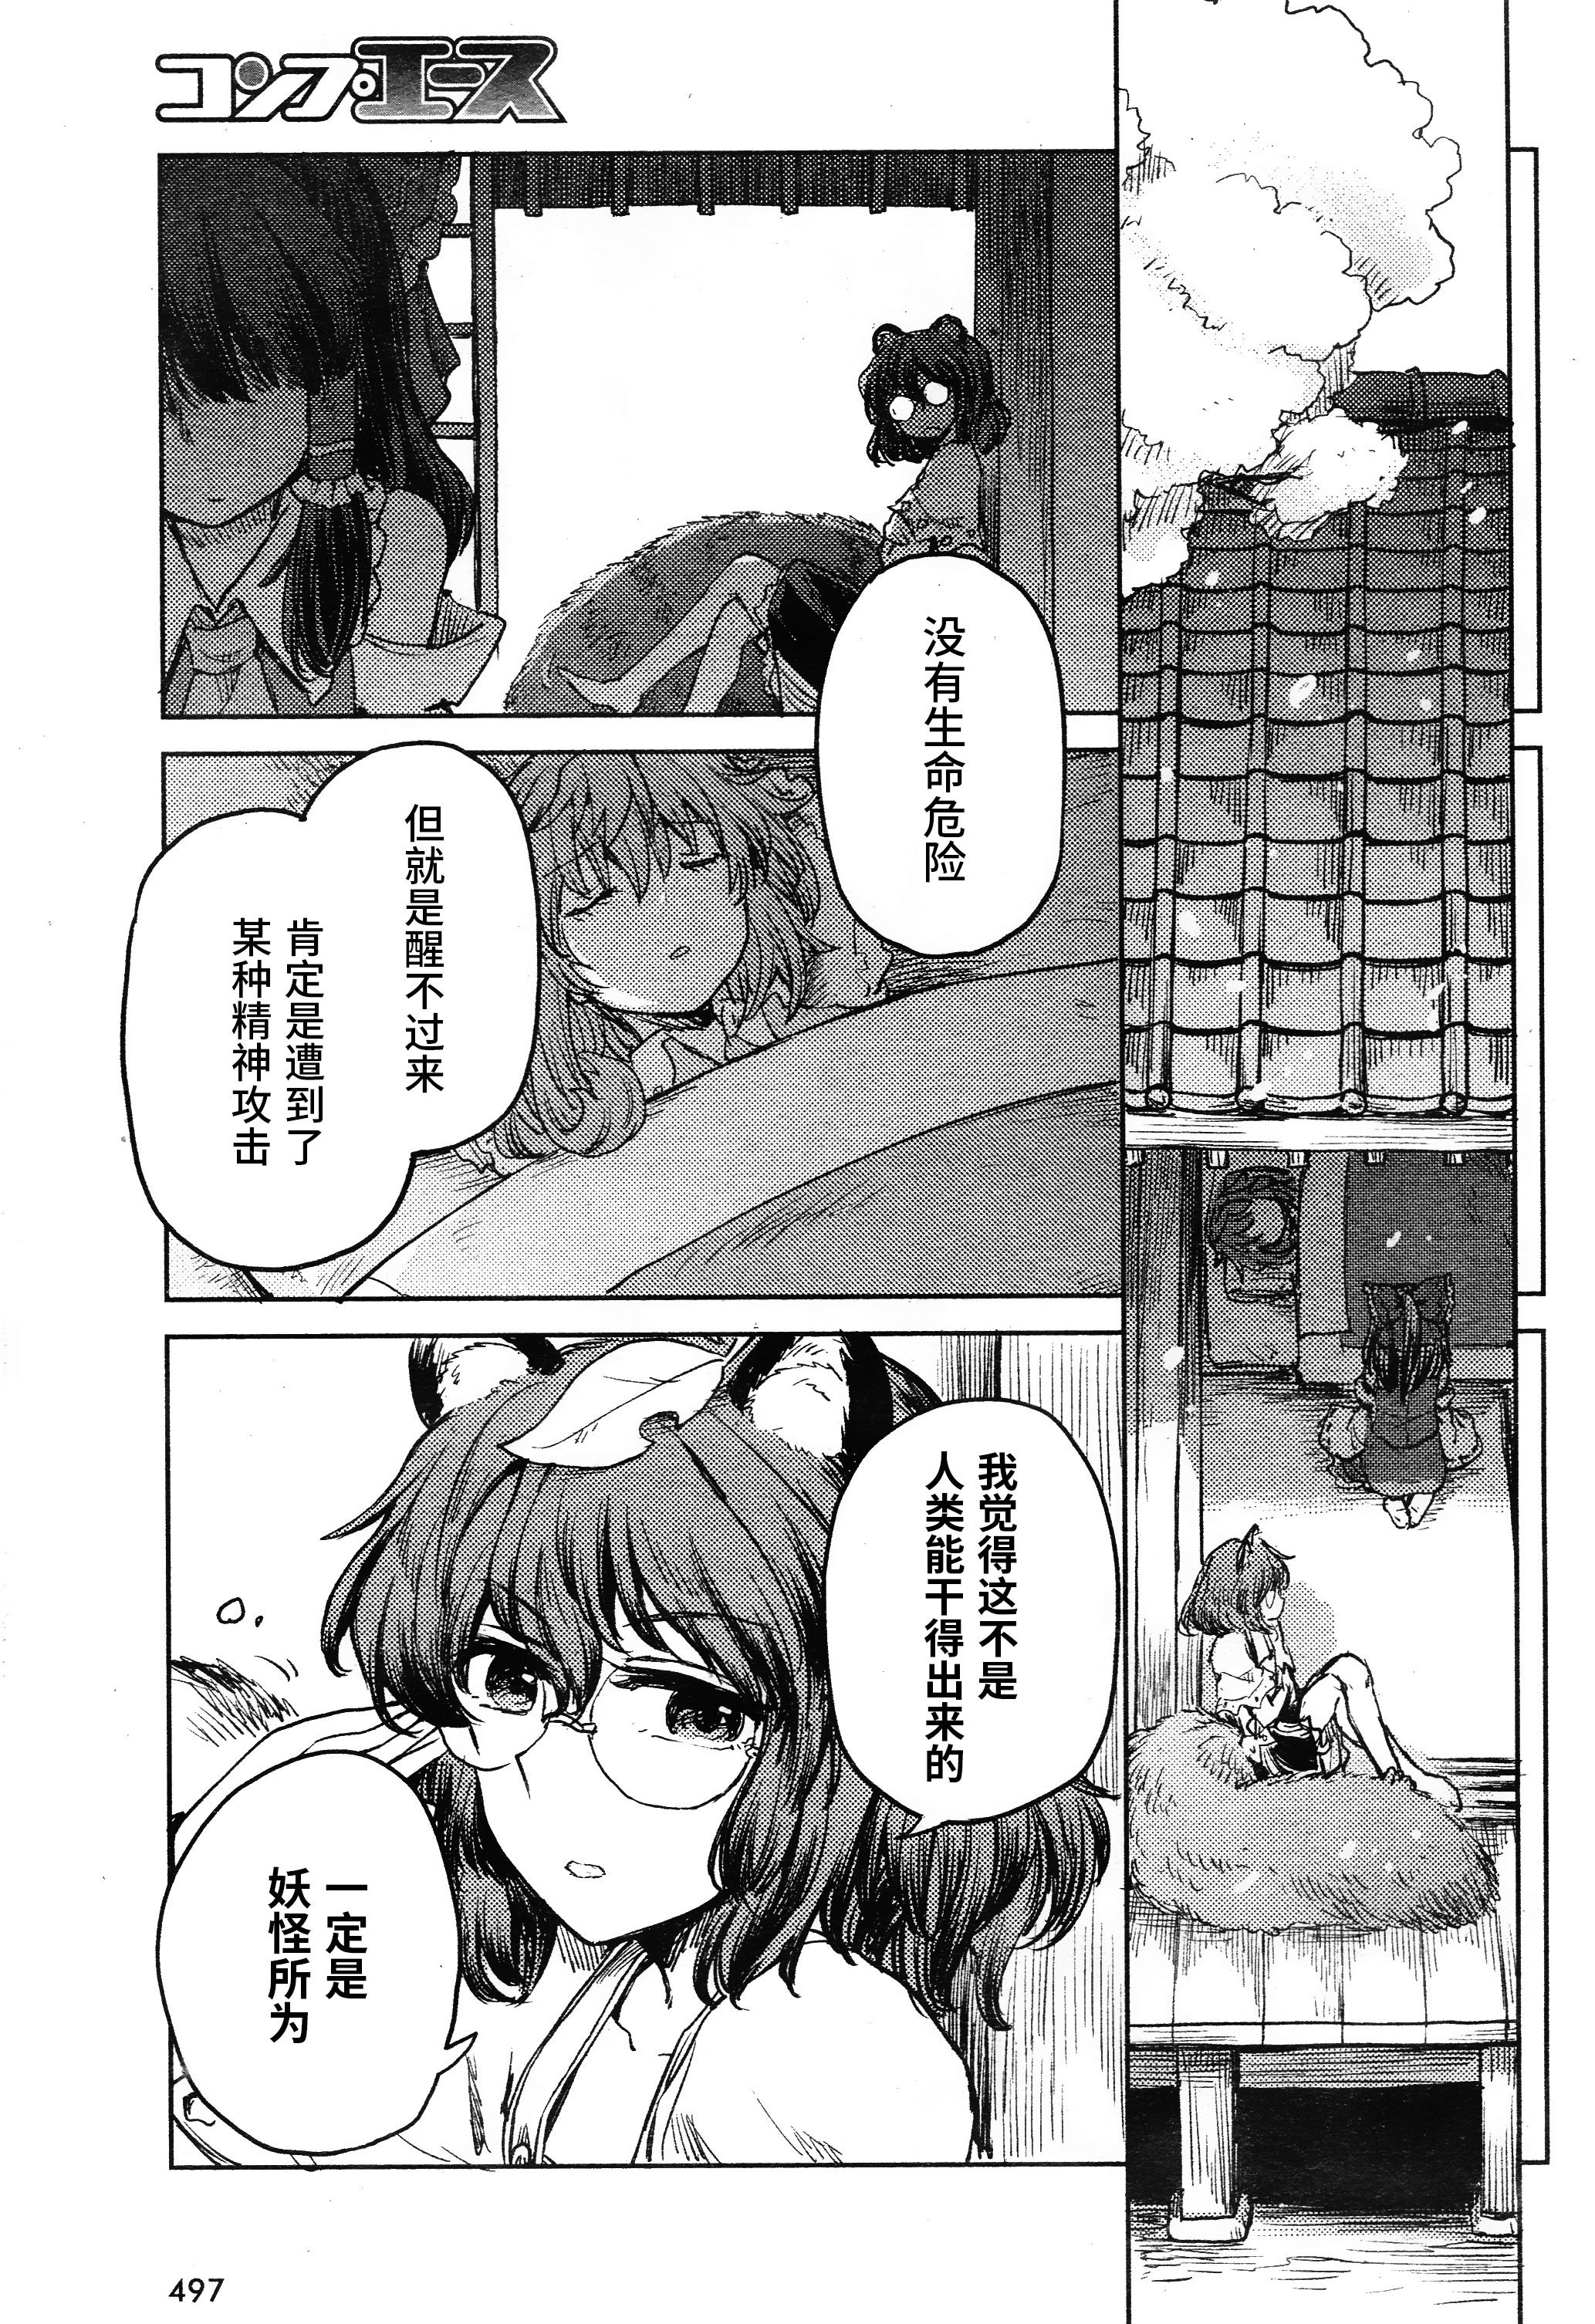 コンプ・エース
没有生命危险
但就是醒不过来
肯定是遭到了
某种精神攻击
我觉得这不是
人类能干得出来的
一定是
妖怪所为
497